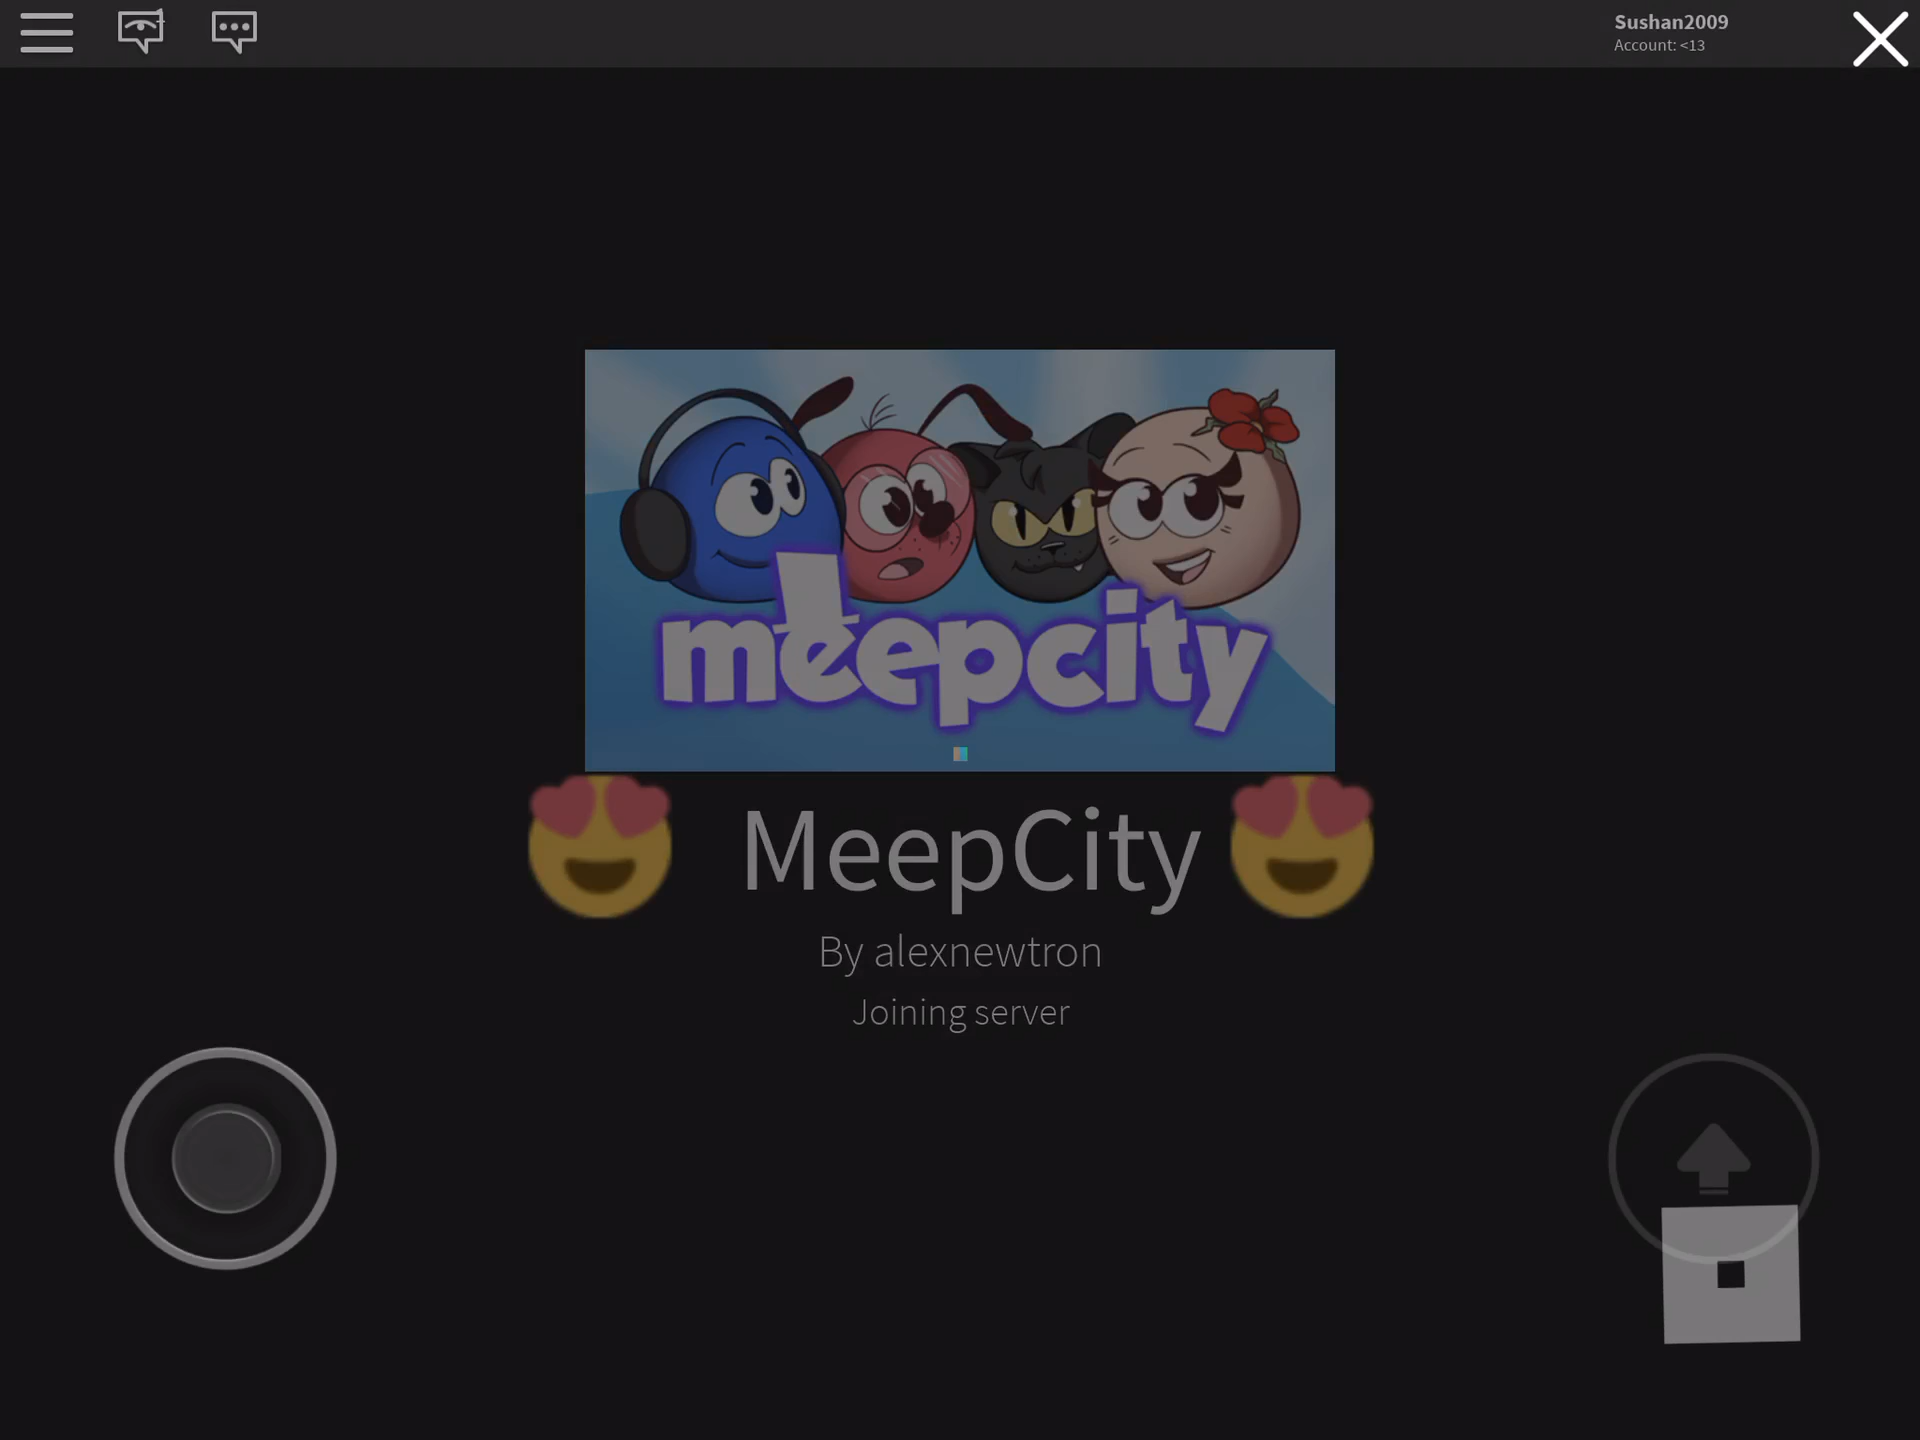 Sushan2009
Account: <13
meepcity
😍 MeepCity 😍
By alexnewtron
Joining server